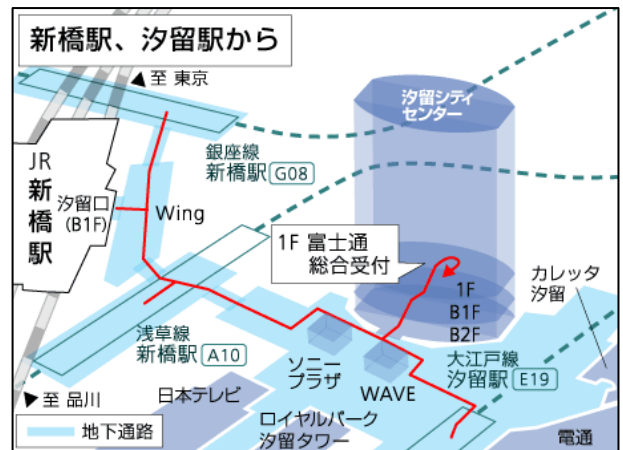 新橋駅、汐留駅から
▲至 東京
汐留シティ
センター
銀座線
新橋駅 G08
JR
新橋駅
汐留口
(B1F)
Wing
1F 富士通
総合受付
1F
B1F
B2F
カレッタ
汐留
浅草線
新橋駅 A10
大江戸線
汐留駅 E19
ソニー
プラザ
WAVE
▼至 品川
日本テレビ
ロイヤルパーク
汐留タワー
電通
地下通路